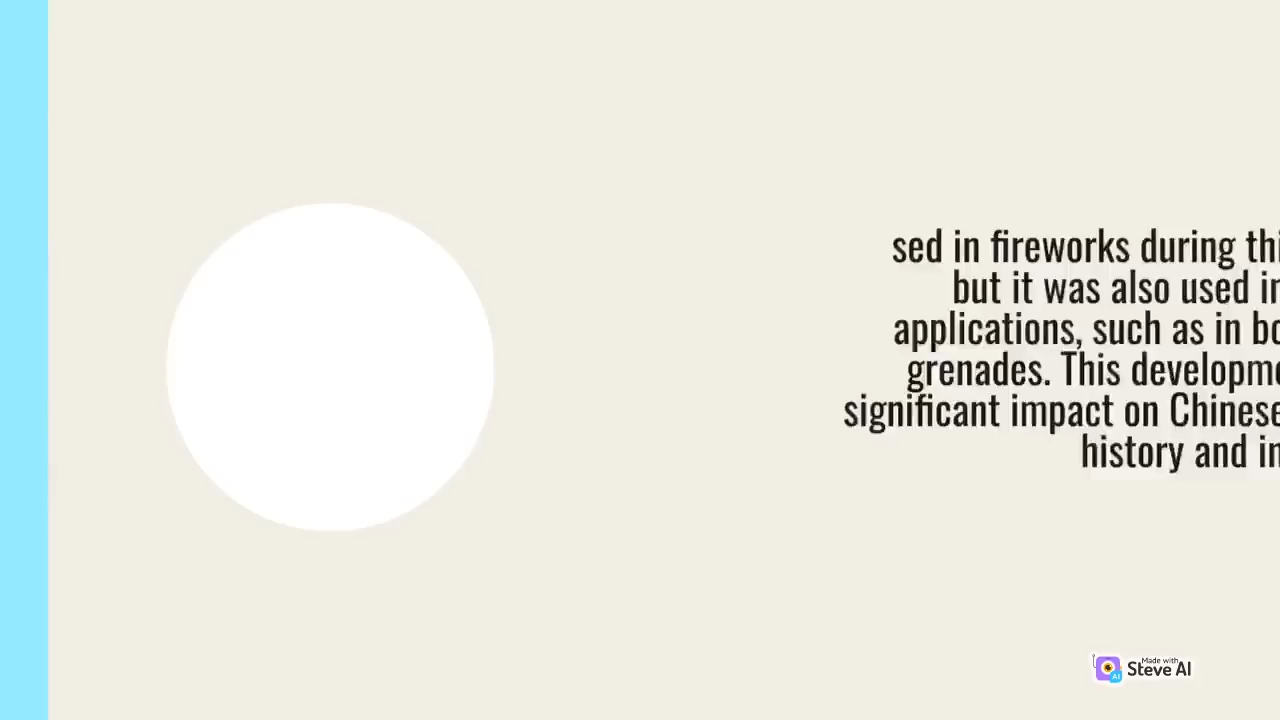 sed in fireworks during thi
but it was also used in
applications, such as in bo
grenades. This developme
significant impact on Chinese
history and in
Made with
Steve AI
AI